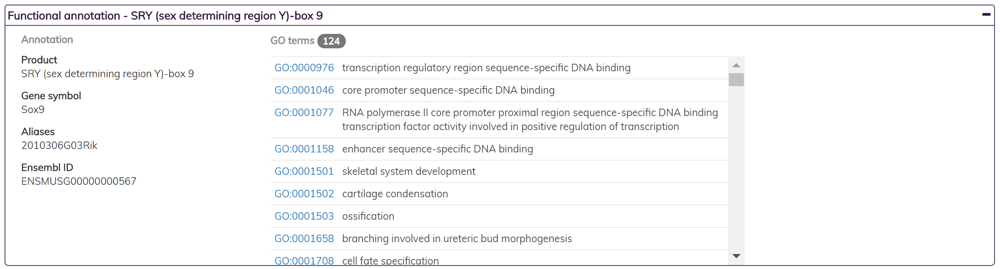 Functional annotation - SRY (sex determining region Y)-box 9
Annotation
Product
SRY (sex determining region Y)-box 9
Gene symbol
Sox9
Aliases
2010306G03Rik
Ensembl ID
ENSMUSG00000000567
GO terms 124
GO:0000976 transcription regulatory region sequence-specific DNA binding
GO:0001046 core promoter sequence-specific DNA binding
GO:0001077 RNA polymerase II core promoter proximal region sequence-specific DNA binding
transcription factor activity involved in positive regulation of transcription
GO:0001158 enhancer sequence-specific DNA binding
GO:0001501 skeletal system development
GO:0001502 cartilage condensation
GO:0001503 ossification
GO:0001658 branching involved in ureteric bud morphogenesis
GO:0001708 cell fate specification